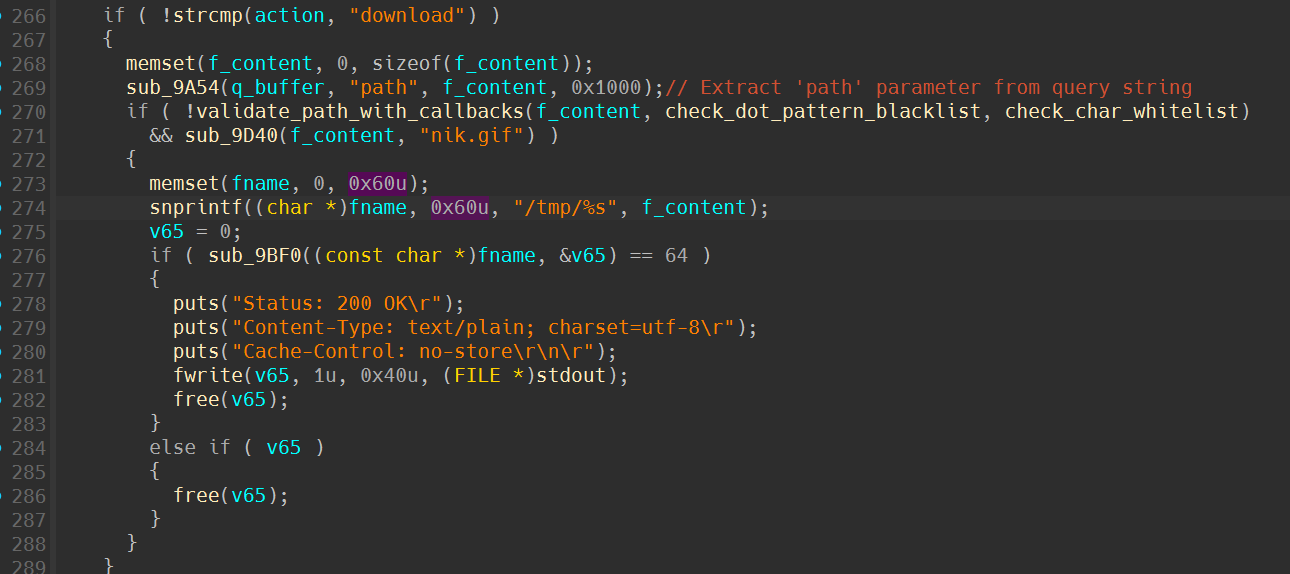 266 if ( !strcmp(action, "download") )
267 {
268 memset(f_content, 0, sizeof(f_content));
269 sub_9A54(q_buffer, "path", f_content, 0x1000);// Extract 'path' parameter from query string
270 if ( !validate_path_with_callbacks(f_content, check_dot_pattern_blacklist, check_char_whitelist)
271 && sub_9D40(f_content, "nik.gif") )
272 {
273 memset(fname, 0, 0x60u);
274 snprintf((char *)fname, 0x60u, "/tmp/%s", f_content);
275 v65 = 0;
276 if ( sub_9BF0((const char *)fname, &v65) == 64 )
277 {
278 puts("Status: 200 OK\r");
279 puts("Content-Type: text/plain; charset=utf-8\r");
280 puts("Cache-Control: no-store\r\n\r");
281 fwrite(v65, 1u, 0x40u, (FILE *)stdout);
282 free(v65);
283 }
284 else if ( v65 )
285 {
286 free(v65);
287 }
288 }
289 }